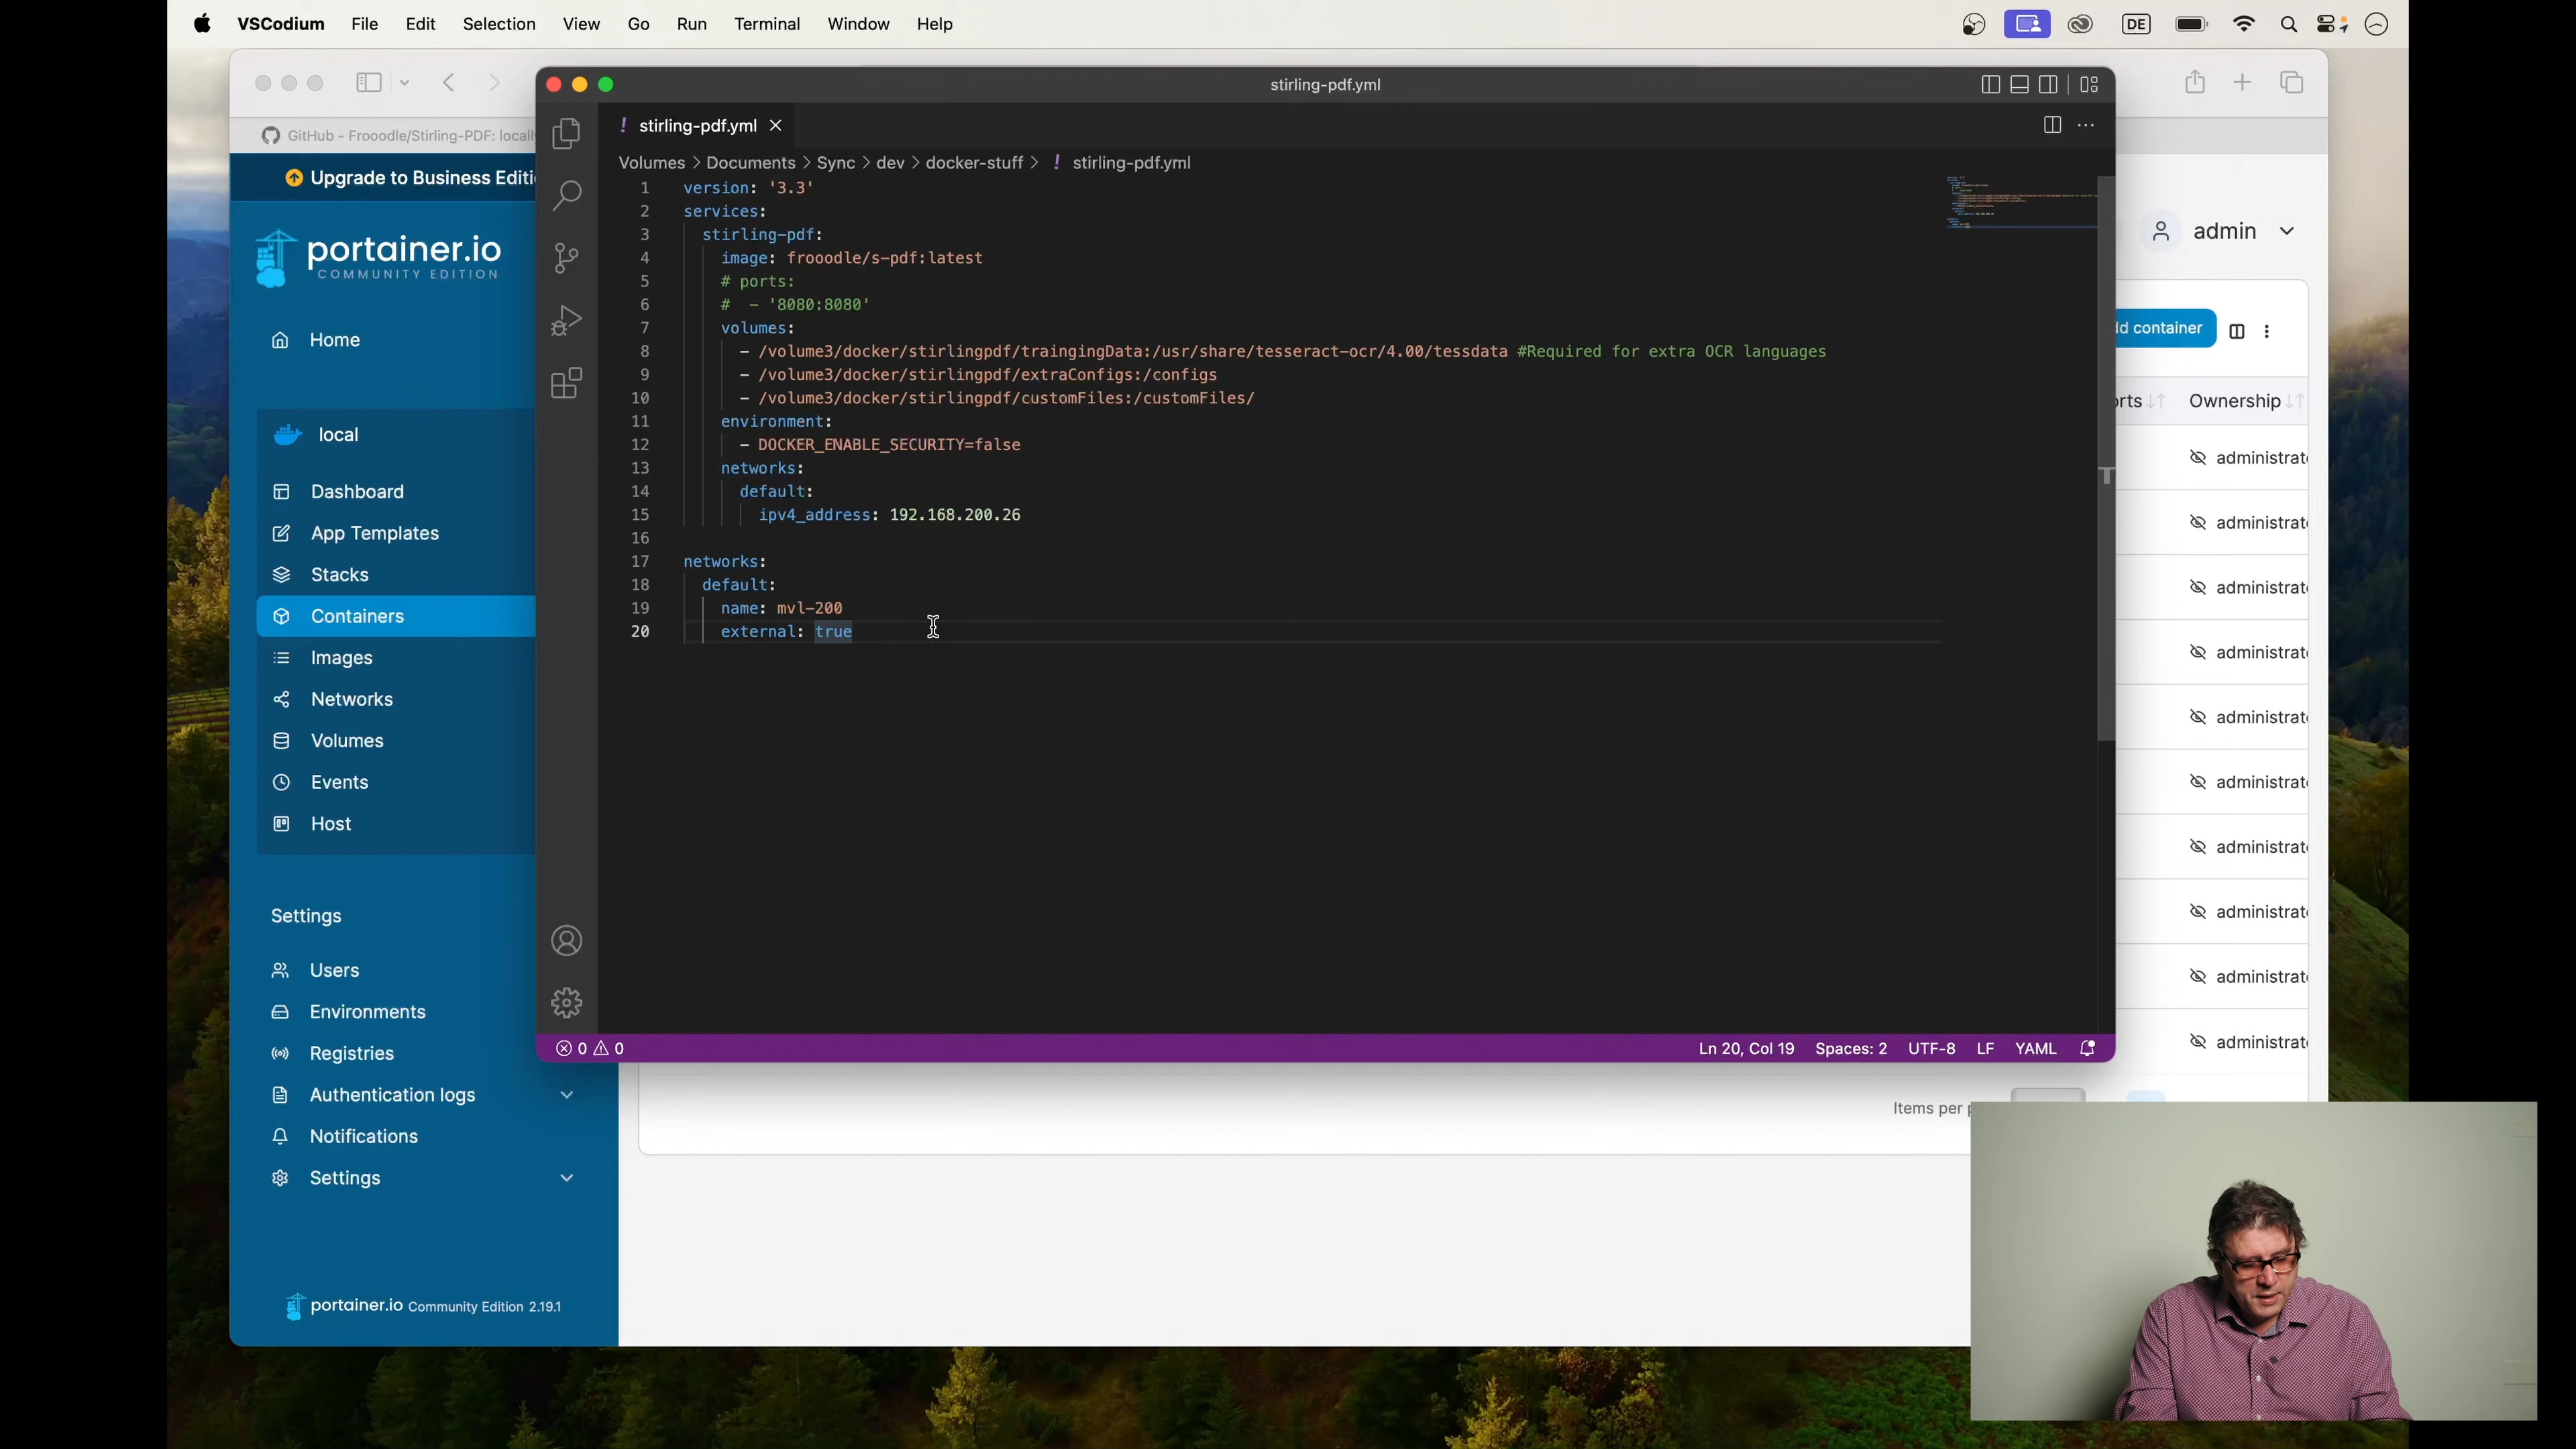 VSCodium File Edit Selection View Go Run Terminal Window Help
DE
stirling-pdf.yml
GitHub - Frooodle/Stirling-PDF:
Upgrade to Business
portainer.io
COMMUNITY EDITION
Home
local
Dashboard
App Templates
Stacks
Containers
Images
Networks
Volumes
Events
Host
Settings
Users
Environments
Registries
Authentication logs
Notifications
Settings
portainer.io Community Edition 2.19.1
! stirling-pdf.yml
Volumes > Documents > Sync > dev > docker-stuff > ! stirling-pdf.yml
1 version: '3.3'
2 services:
3 stirling-pdf:
4 image: frooodle/s-pdf:latest
5 # ports:
6 # - '8080:8080'
7 volumes:
8 - /volume3/docker/stirlingpdf/traingingData:/usr/share/tesseract-ocr/4.00/tessdata #Required for extra OCR languages
9 - /volume3/docker/stirlingpdf/extraConfigs:/configs
10 - /volume3/docker/stirlingpdf/customFiles:/customFiles/
11 environment:
12 - DOCKER_ENABLE_SECURITY=false
13 networks:
14 default:
15 ipv4_address: 192.168.200.26
16
17 networks:
18 default:
19 name: mvl-200
20 external: true
0 0
Ln 20, Col 19 Spaces: 2 UTF-8 LF YAML
admin
container
Ownership
Items per